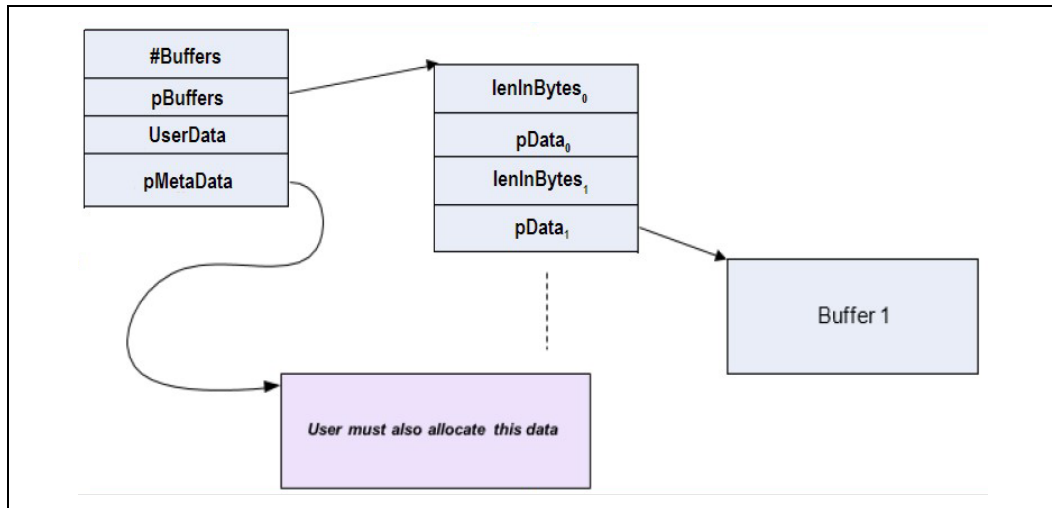 #Buffers
pBuffers
UserData
pMetaData
lenInBytes₀
pData₀
lenInBytes₁
pData₁
Buffer 1
User must also allocate this data